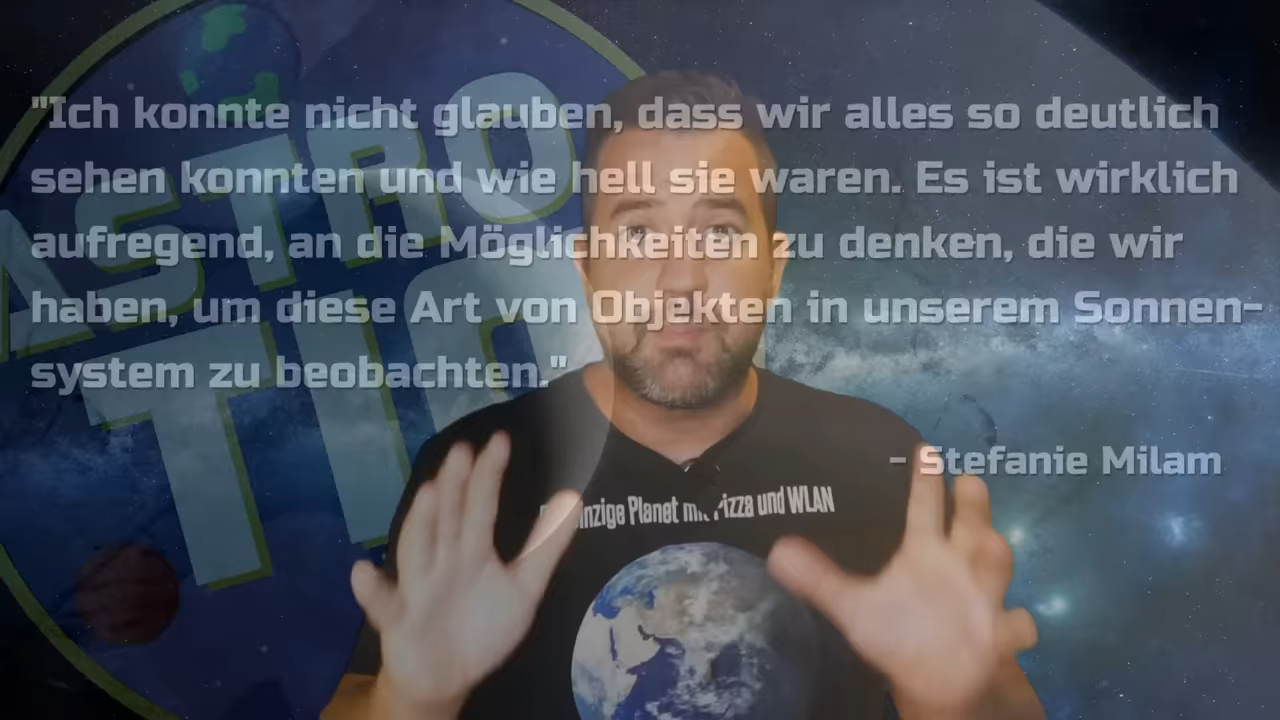 "Ich konnte nicht glauben, dass wir alles so deutlich
sehen konnten und wie hell sie waren. Es ist wirklich
aufregend, an die Möglichkeiten zu denken, die wir
haben, um diese Art von Objekten in unserem Sonnen-
system zu beobachten."
- Stefanie Milam
ASTRO
TIM
Planet mit Pizza und WLAN